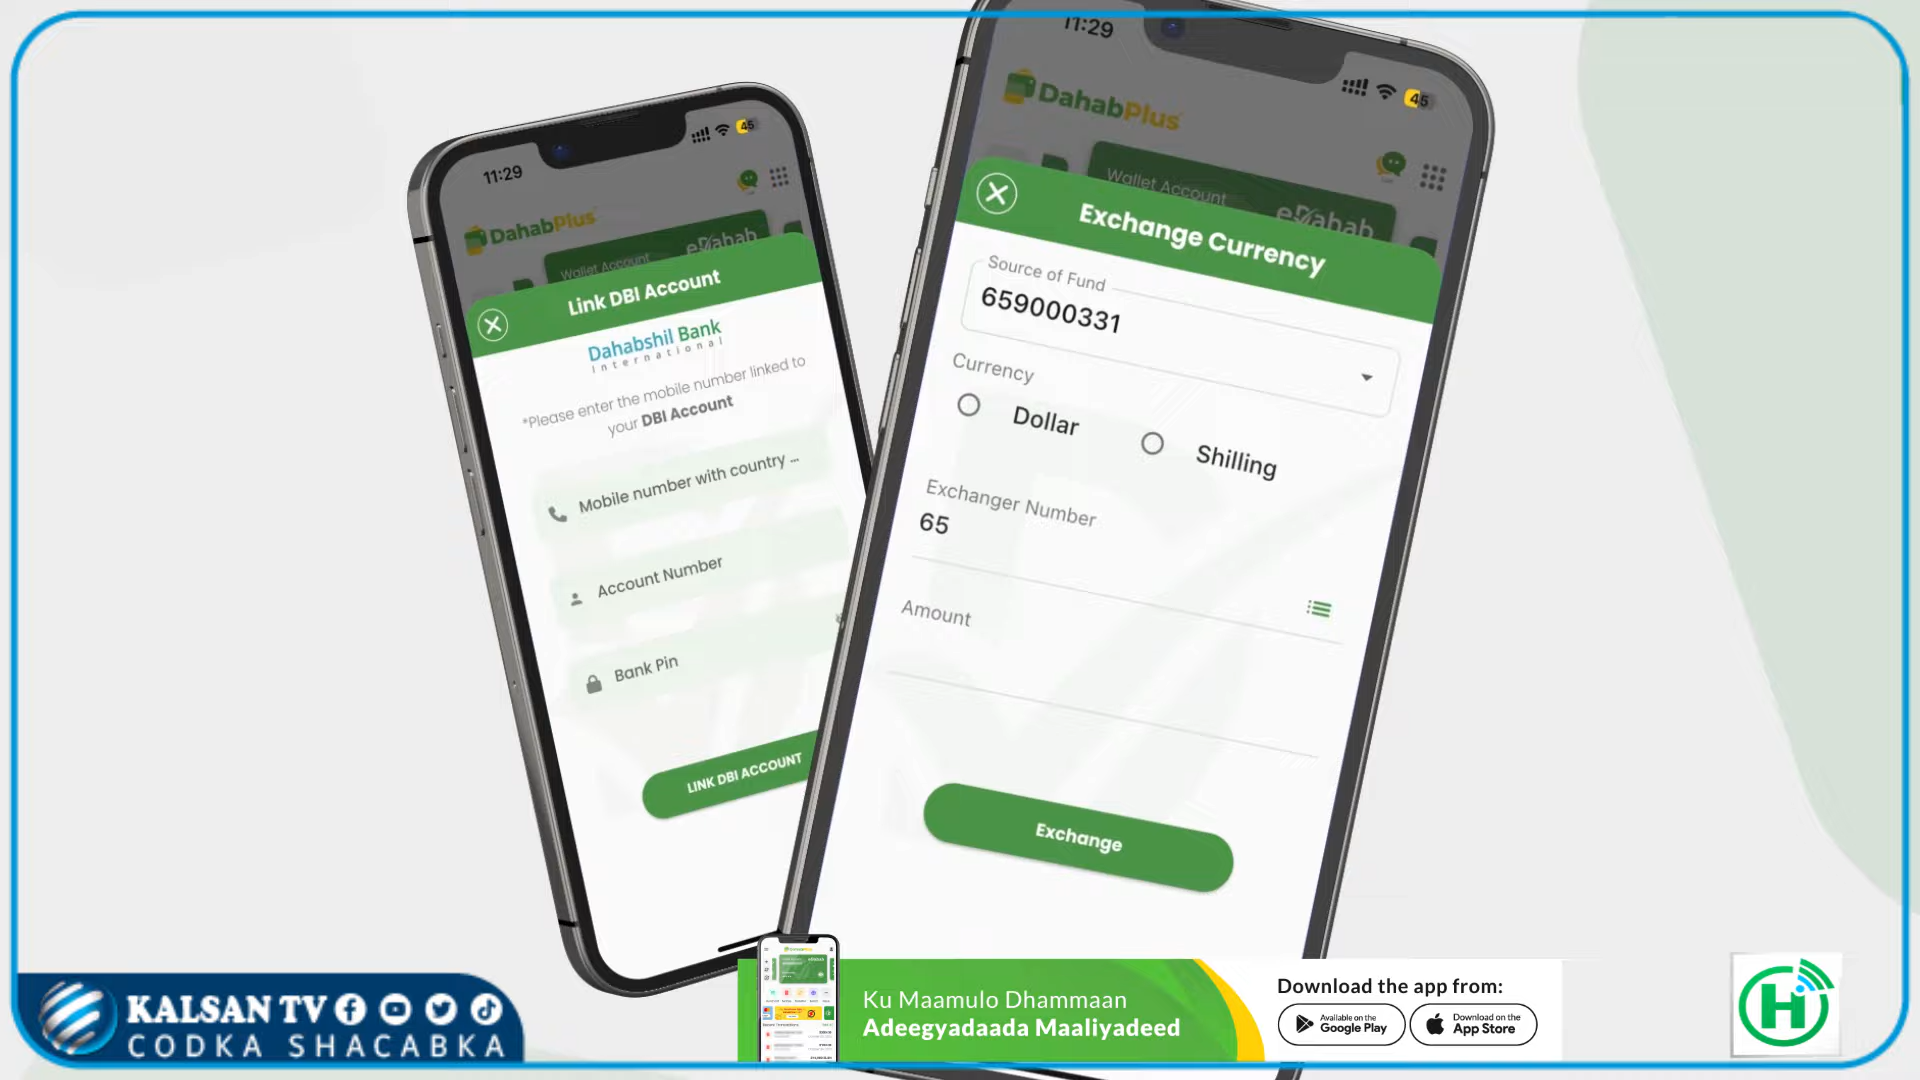 11:29
45
DahabPlus
Wallet Account
eDahab
Link DBI Account
Dahabshil Bank
International
*Please enter the mobile number linked to
your DBI Account
Mobile number with country ...
Account Number
Bank Pin
LINK DBI ACCOUNT
11:29
45
DahabPlus
Wallet Account
eDahab
Exchange Currency
Source of Fund
659000331
Currency
Dollar
Shilling
Exchanger Number
65
Amount
Exchange
KALSAN TV
CODKA SHACABKA
Ku Maamulo Dhammaan
Adeegyadaada Maaliyadeed
Download the app from:
Available on the
Google Play
Download on the
App Store
H